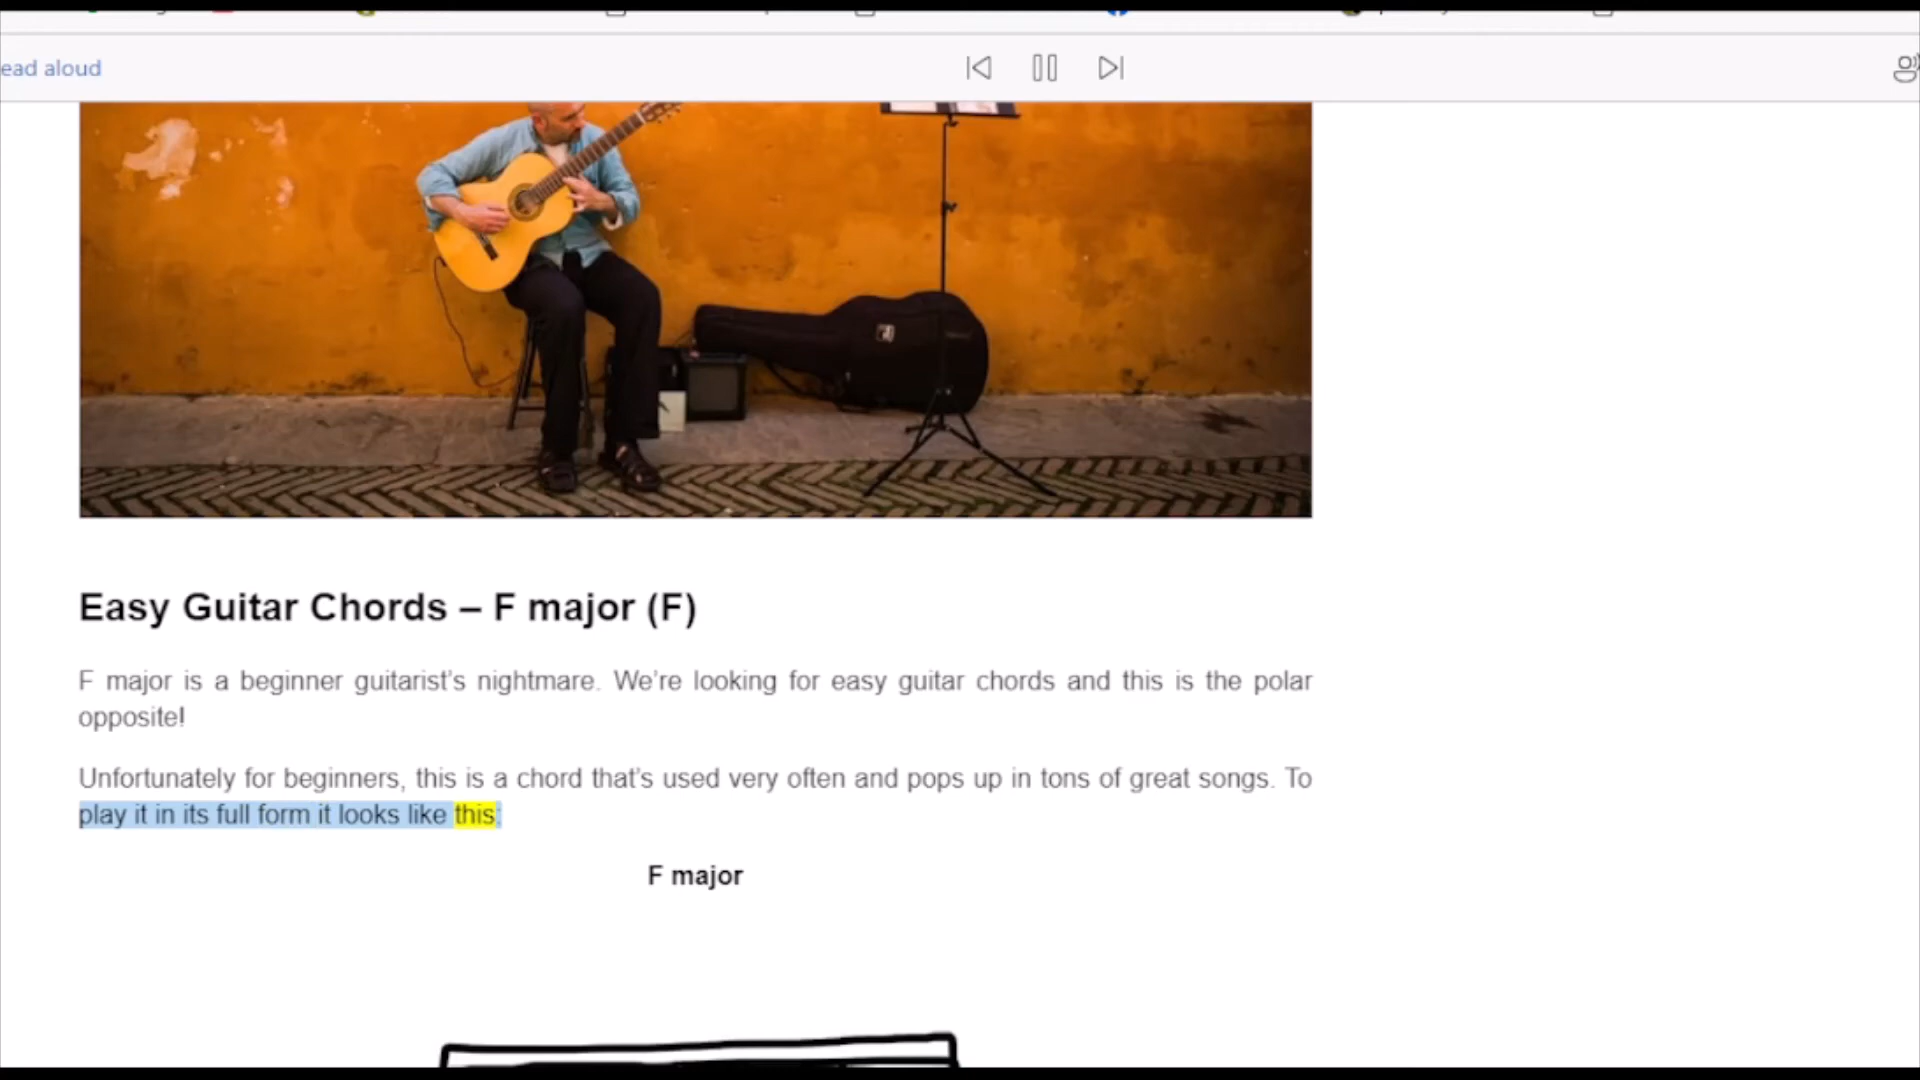 ead aloud
Easy Guitar Chords – F major (F)
F major is a beginner guitarist’s nightmare. We’re looking for easy guitar chords and this is the polar
opposite!
Unfortunately for beginners, this is a chord that’s used very often and pops up in tons of great songs. To
play it in its full form it looks like this:
F major